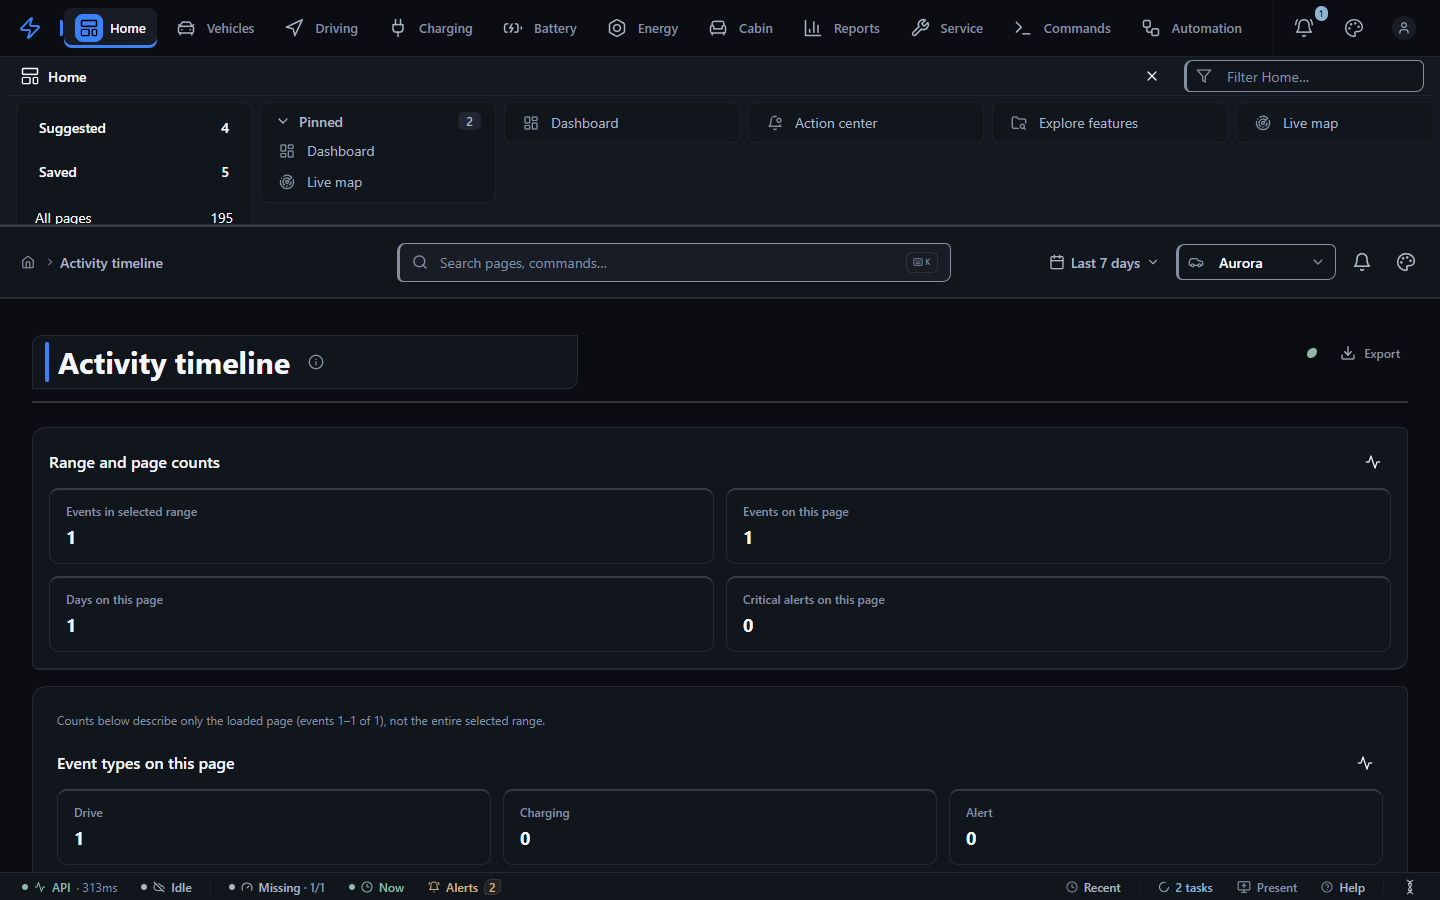 Home Vehicles Driving Charging Battery Energy Cabin Reports Service Commands Automation 1
Home Filter Home...
Suggested 4
Saved 5
All pages 195
Pinned 2
Dashboard
Live map
Dashboard
Action center
Explore features
Live map
Activity timeline Search pages, commands... K Last 7 days Aurora
Activity timeline
Export
Range and page counts
Events in selected range
1
Events on this page
1
Days on this page
1
Critical alerts on this page
0
Counts below describe only the loaded page (events 1–1 of 1), not the entire selected range.
Event types on this page
Drive
1
Charging
0
Alert
0
API · 313ms Idle Missing · 1/1 Now Alerts 2 Recent 2 tasks Present Help